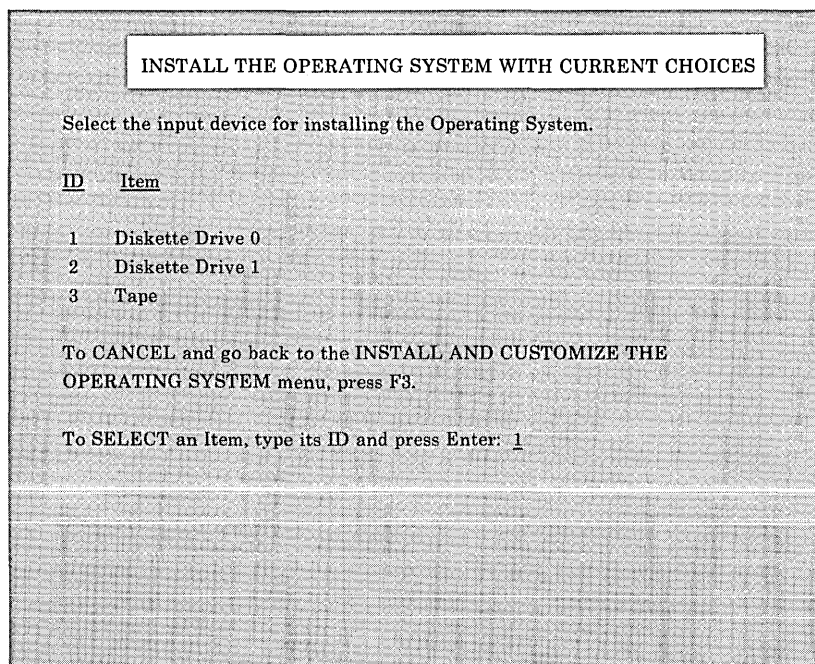 INSTALL THE OPERATING SYSTEM WITH CURRENT CHOICES
Select the input device for installing the Operating System.
ID Item
1 Diskette Drive 0
2 Diskette Drive 1
3 Tape
To CANCEL and go back to the INSTALL AND CUSTOMIZE THE
OPERATING SYSTEM menu, press F3.
To SELECT an Item, type its ID and press Enter: 1